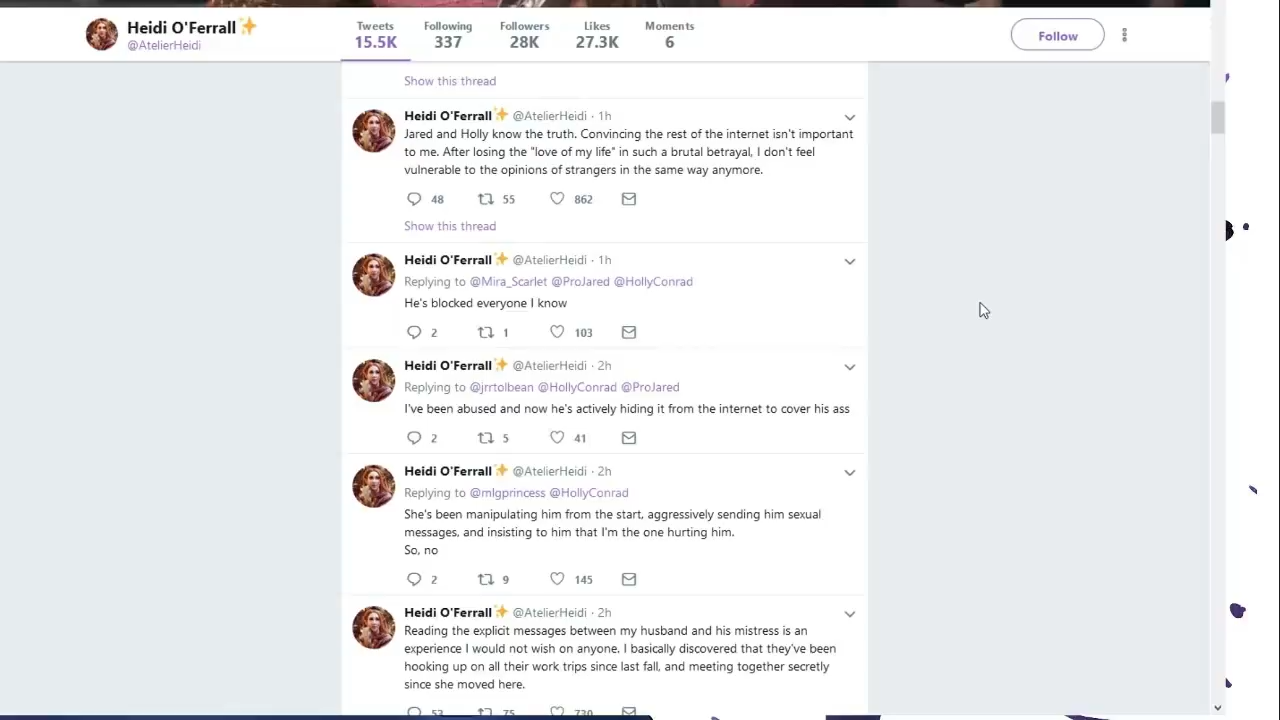 Heidi O'Ferrall✨
@AtelierHeidi
Tweets
15.5K
Following
337
Followers
28K
Likes
27.3K
Moments
6
Follow
Show this thread
Heidi O'Ferrall✨ @AtelierHeidi · 1h
Jared and Holly know the truth. Convincing the rest of the internet isn't important
to me. After losing the "love of my life" in such a brutal betrayal, I don't feel
vulnerable to the opinions of strangers in the same way anymore.
48 55 862
Show this thread
Heidi O'Ferrall✨ @AtelierHeidi · 1h
Replying to @Mira_Scarlet @ProJared @HollyConrad
He's blocked everyone I know
2 1 103
Heidi O'Ferrall✨ @AtelierHeidi · 2h
Replying to @jrrtolbean @HollyConrad @ProJared
I've been abused and now he's actively hiding it from the internet to cover his ass
2 5 41
Heidi O'Ferrall✨ @AtelierHeidi · 2h
Replying to @mlgprincess @HollyConrad
She's been manipulating him from the start, aggressively sending him sexual
messages, and insisting to him that I'm the one hurting him.
So, no
2 9 145
Heidi O'Ferrall✨ @AtelierHeidi · 2h
Reading the explicit messages between my husband and his mistress is an
experience I would not wish on anyone. I basically discovered that they've been
hooking up on all their work trips since last fall, and meeting together secretly
since she moved here.
53 75 730